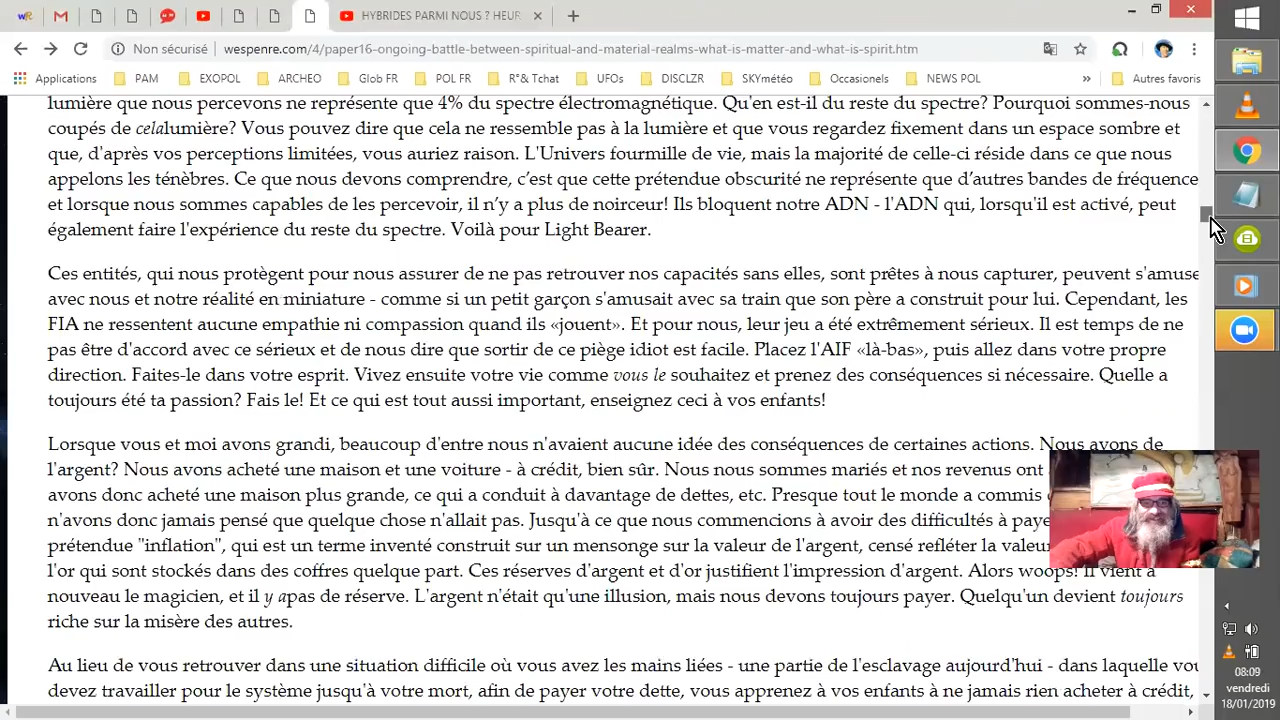 HYBRIDES PARMI NOUS ? HEUR
Non sécurisé
wespenre.com/4/paper16-ongoing-battle-between-spiritual-and-material-realms-what-is-matter-and-what-is-spirit.htm
Applications PAM EXOPOL ARCHEO Glob FR POL FR R°& Tchat UFOs DISCLZR SKYmétéo Occasionels NEWS POL » Autres favoris
lumière que nous percevons ne représente que 4% du spectre électromagnétique. Qu'en est-il du reste du spectre? Pourquoi sommes-nous
coupés de celalumière? Vous pouvez dire que cela ne ressemble pas à la lumière et que vous regardez fixement dans un espace sombre et
que, d'après vos perceptions limitées, vous auriez raison. L'Univers fourmille de vie, mais la majorité de celle-ci réside dans ce que nous
appelons les ténèbres. Ce que nous devons comprendre, c’est que cette prétendue obscurité ne représente que d’autres bandes de fréquence
et lorsque nous sommes capables de les percevoir, il n’y a plus de noirceur! Ils bloquent notre ADN - l'ADN qui, lorsqu'il est activé, peut
également faire l'expérience du reste du spectre. Voilà pour Light Bearer.
Ces entités, qui nous protègent pour nous assurer de ne pas retrouver nos capacités sans elles, sont prêtes à nous capturer, peuvent s'amuse
avec nous et notre réalité en miniature - comme si un petit garçon s'amusait avec sa train que son père a construit pour lui. Cependant, les
FIA ne ressentent aucune empathie ni compassion quand ils «jouent». Et pour nous, leur jeu a été extrêmement sérieux. Il est temps de ne
pas être d'accord avec ce sérieux et de nous dire que sortir de ce piège idiot est facile. Placez l'AIF «là-bas», puis allez dans votre propre
direction. Faites-le dans votre esprit. Vivez ensuite votre vie comme vous le souhaitez et prenez des conséquences si nécessaire. Quelle a
toujours été ta passion? Fais le! Et ce qui est tout aussi important, enseignez ceci à vos enfants!
Lorsque vous et moi avons grandi, beaucoup d'entre nous n'avaient aucune idée des conséquences de certaines actions. Nous avons de
l'argent? Nous avons acheté une maison et une voiture - à crédit, bien sûr. Nous nous sommes mariés et nos revenus ont
avons donc acheté une maison plus grande, ce qui a conduit à davantage de dettes, etc. Presque tout le monde a commis
n'avons donc jamais pensé que quelque chose n'allait pas. Jusqu'à ce que nous commencions à avoir des difficultés à paye
prétendue "inflation", qui est un terme inventé construit sur un mensonge sur la valeur de l'argent, censé refléter la valeu
l'or qui sont stockés dans des coffres quelque part. Ces réserves d'argent et d'or justifient l'impression d'argent. Alors woops! Il vient à
nouveau le magicien, et il y apas de réserve. L'argent n'était qu'une illusion, mais nous devons toujours payer. Quelqu'un devient toujours
riche sur la misère des autres.
Au lieu de vous retrouver dans une situation difficile où vous avez les mains liées - une partie de l'esclavage aujourd'hui - dans laquelle vou
devez travailler pour le système jusqu'à votre mort, afin de payer votre dette, vous apprenez à vos enfants à ne jamais rien acheter à crédit,
08:09
vendredi
18/01/2019